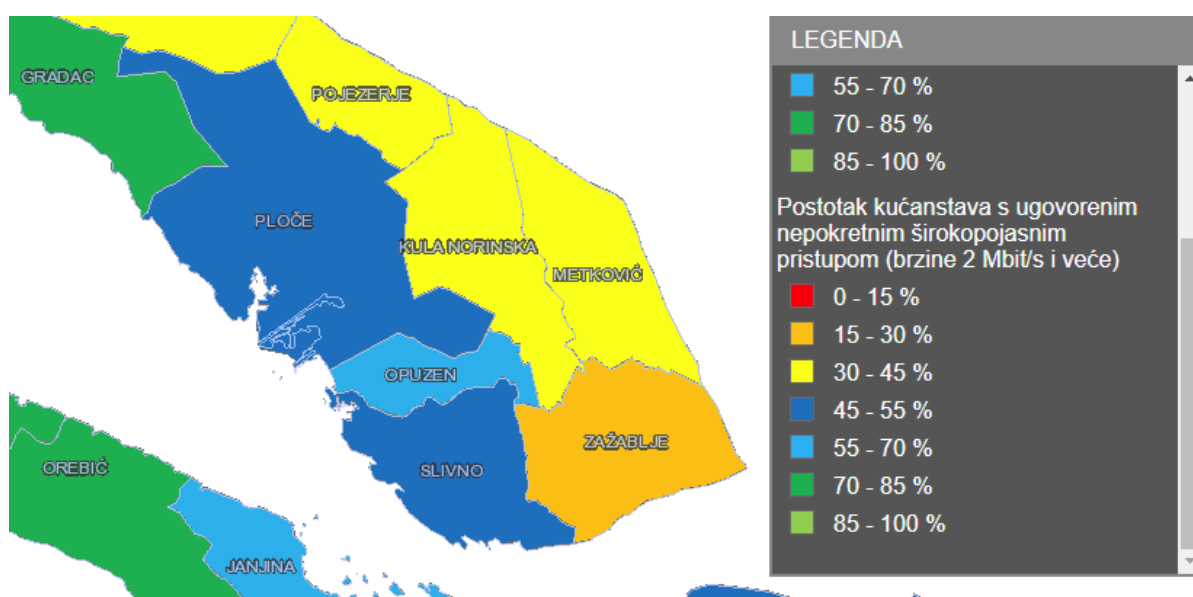 GRADAC
POJEZERJE
PLOČE
KULA NORINSKA
METKOVIĆ
OPUZEN
ZAŽABLJE
SLIVNO
OREBIĆ
JANJINA
LEGENDA
55 - 70 %
70 - 85 %
85 - 100 %
Postotak kućanstava s ugovorenim
nepokretnim širokopojasnim
pristupom (brzine 2 Mbit/s i veće)
0 - 15 %
15 - 30 %
30 - 45 %
45 - 55 %
55 - 70 %
70 - 85 %
85 - 100 %